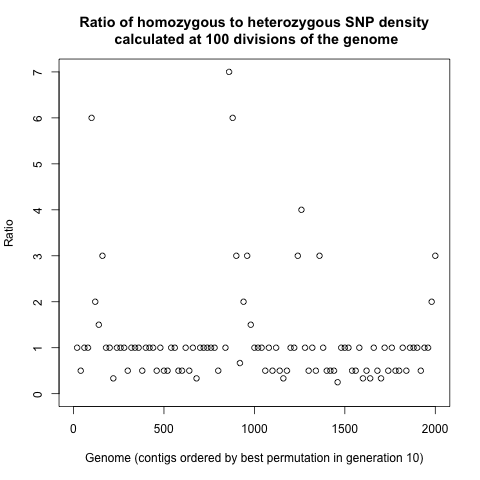 Ratio of homozygous to heterozygous SNP density
calculated at 100 divisions of the genome
7
6
5
4
3
2
1
0
Ratio
0 500 1000 1500 2000
Genome (contigs ordered by best permutation in generation 10)